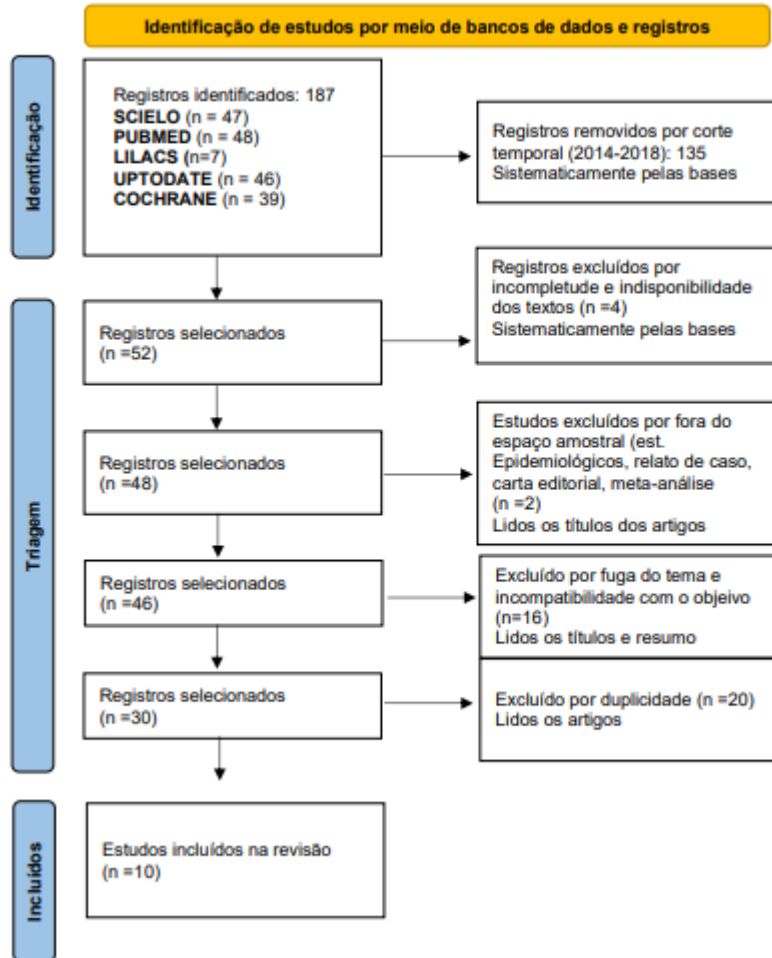 Identificação de estudos por meio de bancos de dados e registros
Identificação
Registros identificados: 187
SCIELO (n = 47)
PUBMED (n = 48)
LILACS (n=7)
UPTODATE (n = 46)
COCHRANE (n = 39)
Registros removidos por corte
temporal (2014-2018): 135
Sistematicamente pelas bases
Triagem
Registros selecionados
(n =52)
Registros excluídos por
incompletude e indisponibilidade
dos textos (n =4)
Sistematicamente pelas bases
Registros selecionados
(n =48)
Estudos excluídos por fora do
espaço amostral (est.
Epidemiológicos, relato de caso,
carta editorial, meta-análise
(n =2)
Lidos os títulos dos artigos
Registros selecionados
(n =46)
Excluído por fuga do tema e
incompatibilidade com o objeivo
(n=16)
Lidos os títulos e resumo
Registros selecionados
(n =30)
Excluído por duplicidade (n =20)
Lidos os artigos
Incluídos
Estudos incluídos na revisão
(n =10)